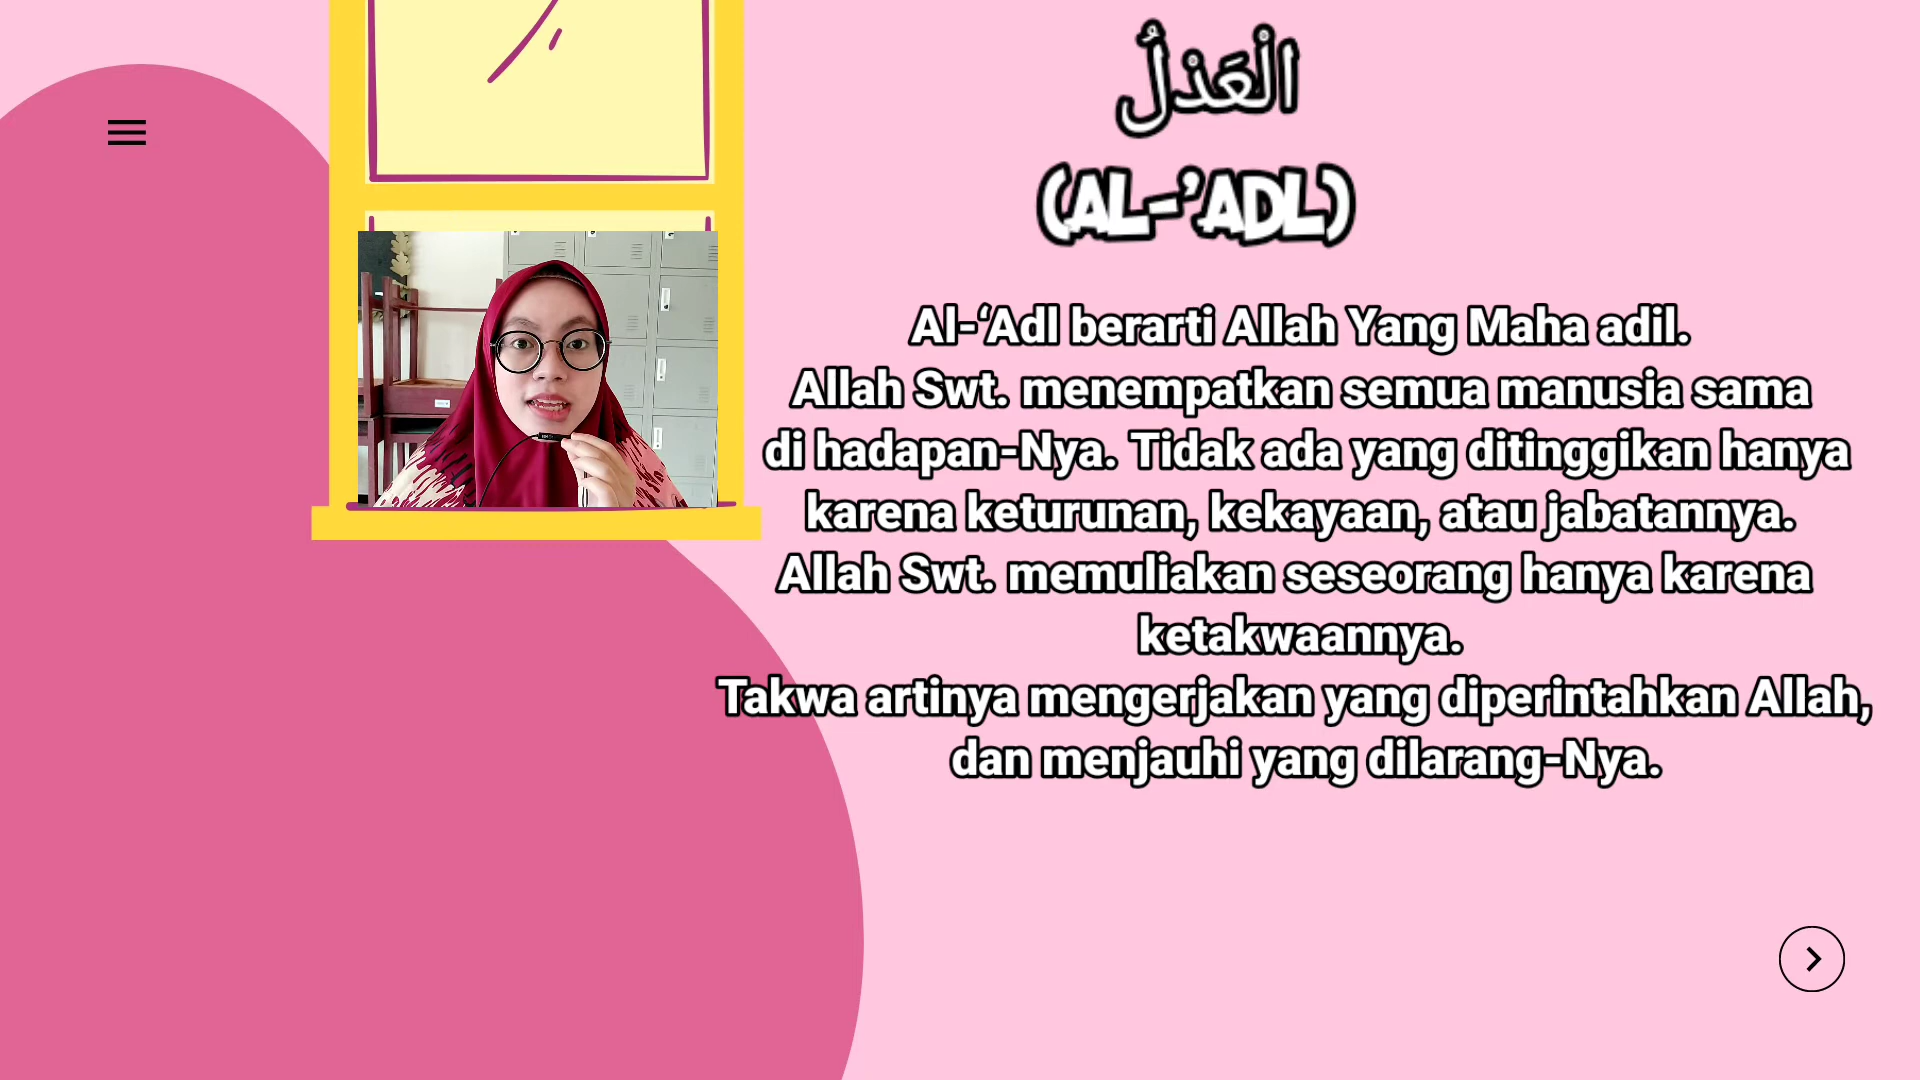 الْعَدْلُ
(AL-'ADL)
Al-‘Adl berarti Allah Yang Maha adil.
Allah Swt. menempatkan semua manusia sama
di hadapan-Nya. Tidak ada yang ditinggikan hanya
karena keturunan, kekayaan, atau jabatannya.
Allah Swt. memuliakan seseorang hanya karena
ketakwaannya.
Takwa artinya mengerjakan yang diperintahkan Allah,
dan menjauhi yang dilarang-Nya.